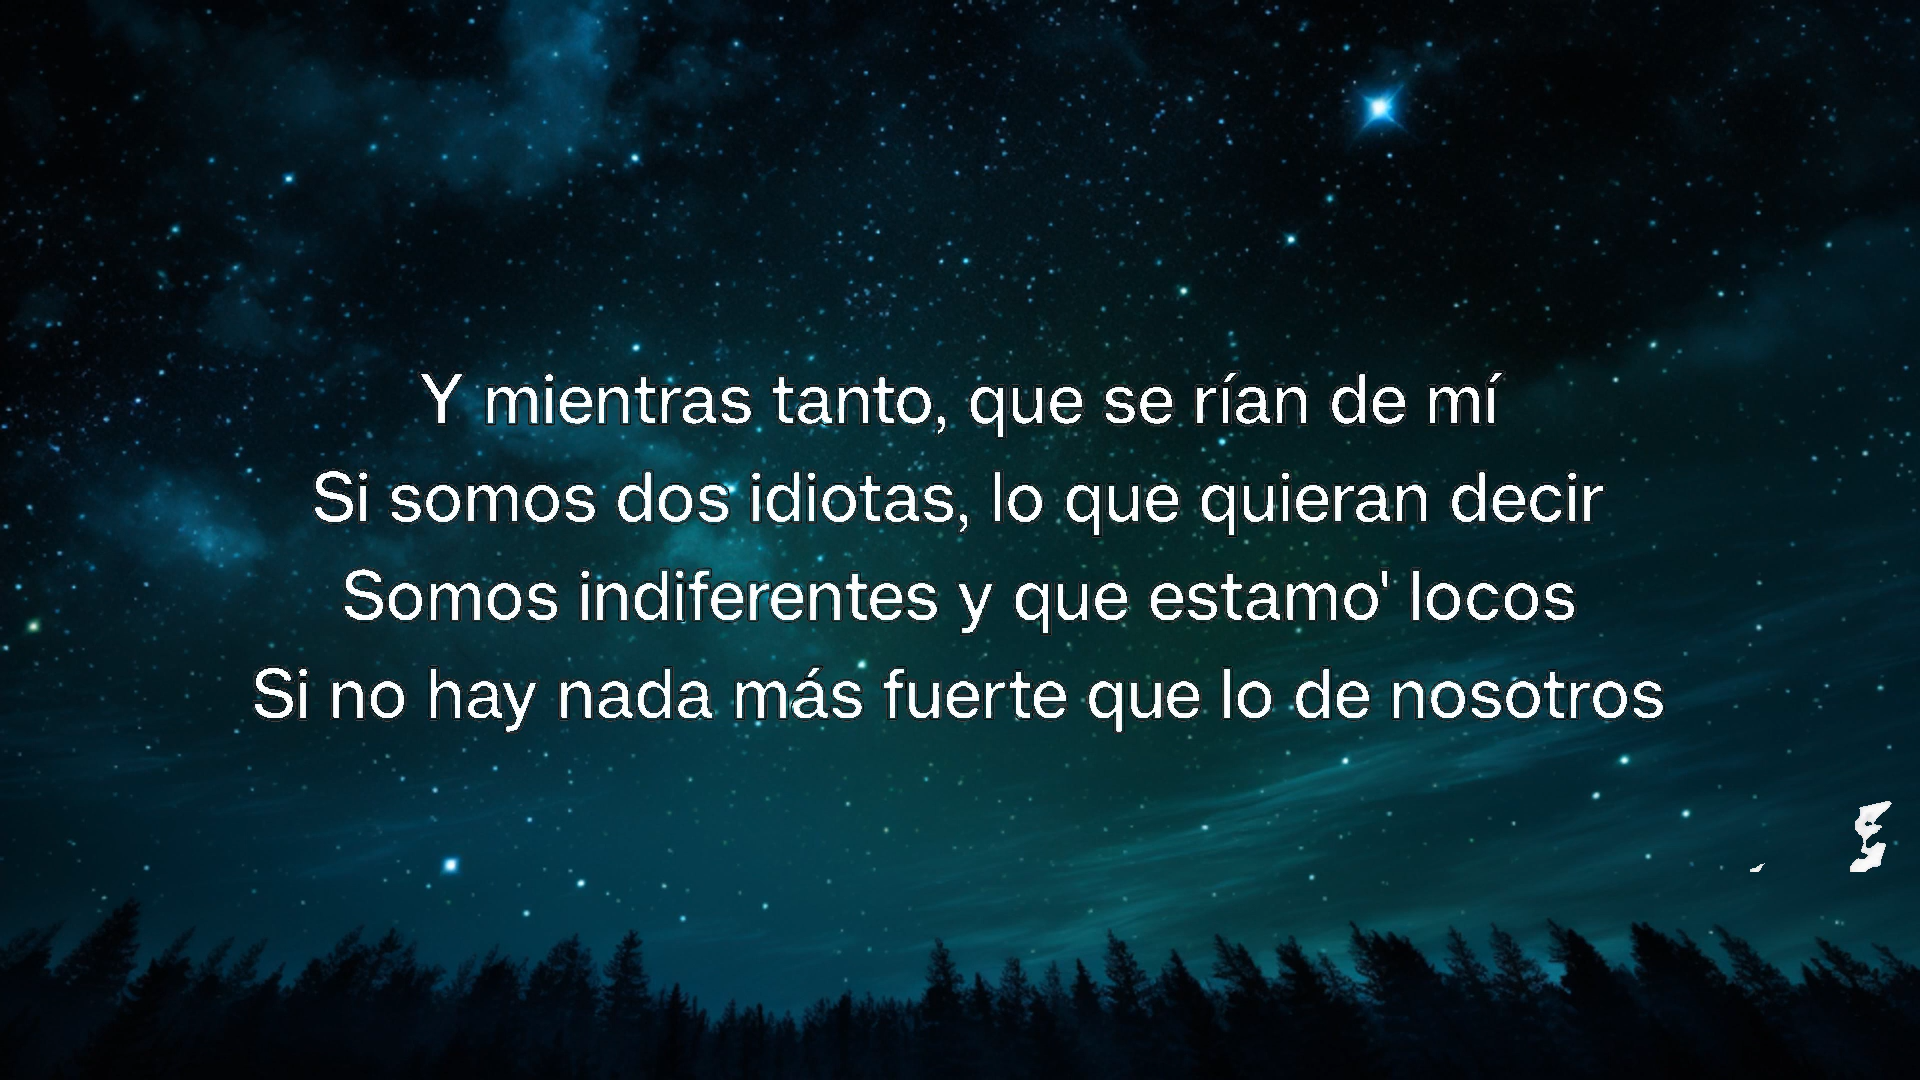 Y mientras tanto, que se rían de mí
Si somos dos idiotas, lo que quieran decir
Somos indiferentes y que estamo' locos
Si no hay nada más fuerte que lo de nosotros